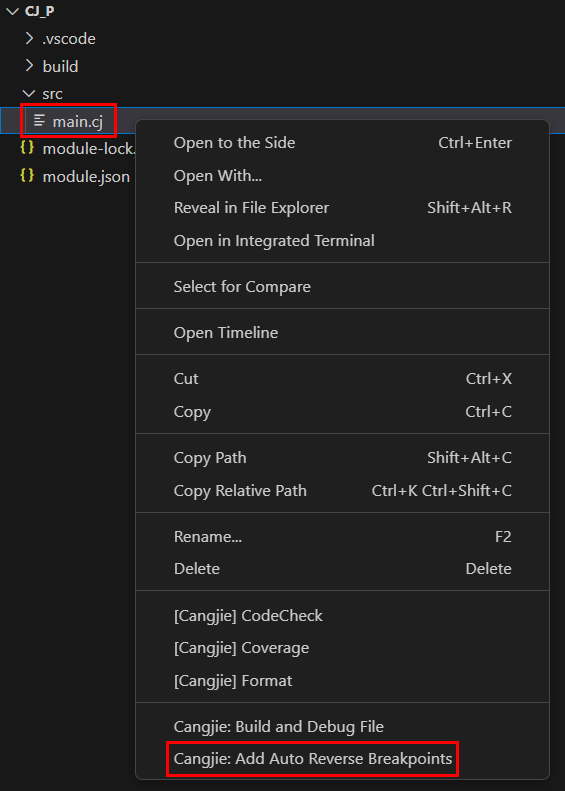 CJ_P
.vscode
build
src
main.cj
module-lock.
module.json
Open to the Side Ctrl+Enter
Open With...
Reveal in File Explorer Shift+Alt+R
Open in Integrated Terminal
Select for Compare
Open Timeline
Cut Ctrl+X
Copy Ctrl+C
Copy Path Shift+Alt+C
Copy Relative Path Ctrl+K Ctrl+Shift+C
Rename... F2
Delete Delete
[Cangjie] CodeCheck
[Cangjie] Coverage
[Cangjie] Format
Cangjie: Build and Debug File
Cangjie: Add Auto Reverse Breakpoints